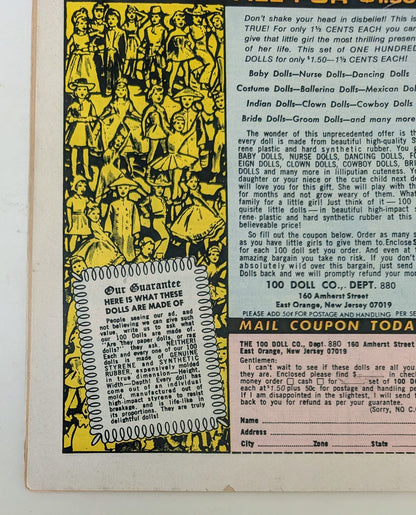 Don't shake your head in disbelief! This is
TRUE! For only 1½ CENTS EACH you can
give that little girl the most thrilling present
of her life. This set of ONE HUNDRED
DOLLS for only $1.50—1½ CENTS EACH!
Baby Dolls—Nurse Dolls—Dancing Dolls
Costume Dolls—Ballerina Dolls—Mexican Dolls
Indian Dolls—Clown Dolls—Cowboy Dolls
Bride Dolls—Groom Dolls—and many more
The wonder of this unprecedented offer is th
every doll is made from beautiful high-quality S
rene plastic and hard synthetic rubber. You g
BABY DOLLS, NURSE DOLLS, DANCING DOLLS, FO
EIGN DOLLS, CLOWN DOLLS, COWBOY DOLLS, BRI
DOLLS and many more in lilliputian cuteness. Yo
daughter or your niece or the cute child next do
will love you for this gift. She will play with the
for months and not grow weary of them. What
family for a little girl! Just think of it—100
quisite little dolls—in beautiful high-impact s
rene plastic and hard synthetic rubber at this
believeable price!
So fill out the coupon below. Order as many s
as you have little girls to give them to. Enclose $
for each 100 doll set you order. And even at
amazing bargain you take no risk. If you don't
absolutely wild over this bargain, just send
Dolls back and we will promptly refund your mon
100 DOLL CO., DEPT. 880
160 Amherst Street
East Orange, New Jersey 07019
PLEASE ADD 50¢ FOR POSTAGE AND HANDLING PER SE
Our Guarantee
HERE IS WHAT THESE
DOLLS ARE MADE OF
People seeing our ad, and
not believing we can give such
value, write us to ask what
our 100 Dolls are made of.
"Are they paper dolls, or rag
dolls?" they ask. NEITHER!
Each and every one of our 100
dolls is made of GENUINE
STYRENE and SYNTHETIC
RUBBER, expensively molded
in true 3 Dimension—Height,
Width—Depth! Every doll has
come out of an individual
mold, manufactured out of
high-impact styrene to resist
breakage, and is life-like in
its proportions. They are truly
delightful dolls!
MAIL COUPON TODA
THE 100 DOLL CO., Dept. 880 160 Amherst Street
East Orange, New Jersey 07019
Gentlemen:
I can't wait to see if these dolls are all you
they are. Enclosed please find $ in check
money order cash for set of 100 DO
each at $1.50 plus 50c for postage and handling pe
If I am disappointed in the slightest, I will send t
back to you for refund as per your guarantee.
(Sorry, NO C.
Name
Address
City Zone State